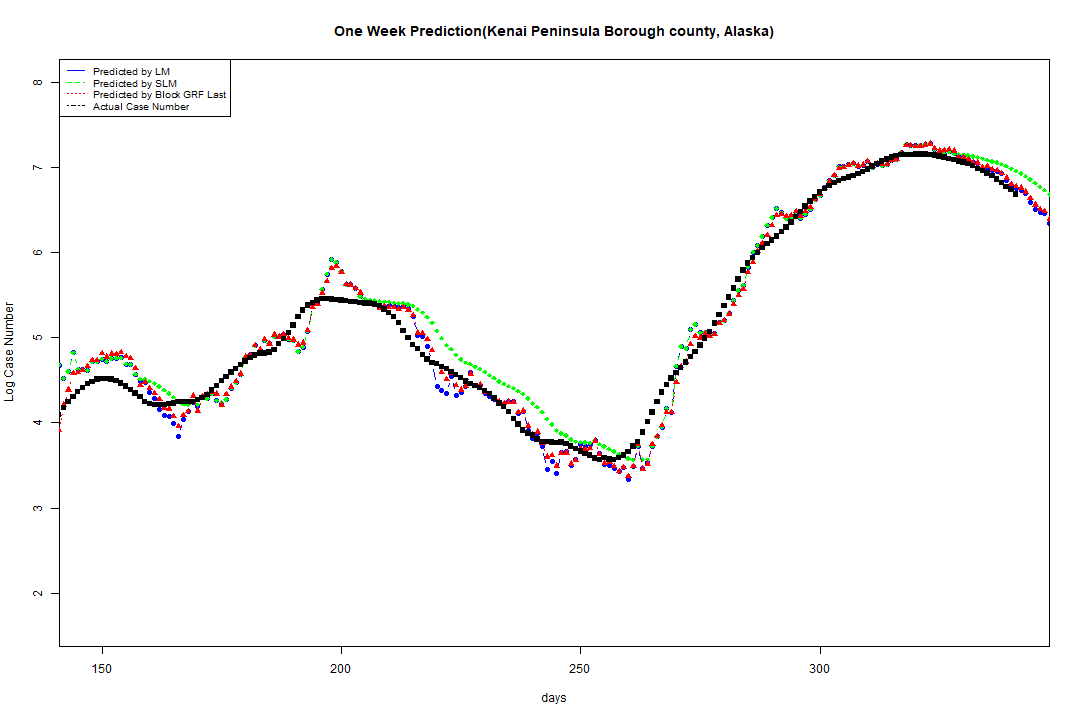 One Week Prediction(Kenai Peninsula Borough county, Alaska)
Predicted by LM
Predicted by SLM
Predicted by Block GRF Last
Actual Case Number
8
7
6
5
4
3
2
Log Case Number
150
200
250
300
days